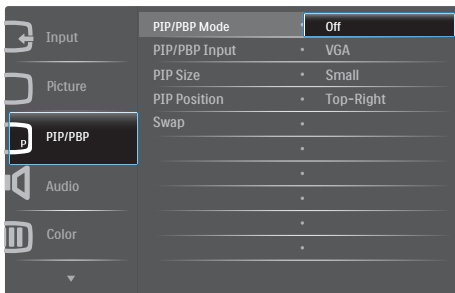 Input
Picture
P
PIP/PBP
Audio
Color
PIP/PBP Mode • Off
PIP/PBP Input • VGA
PIP Size • Small
PIP Position • Top-Right
Swap •